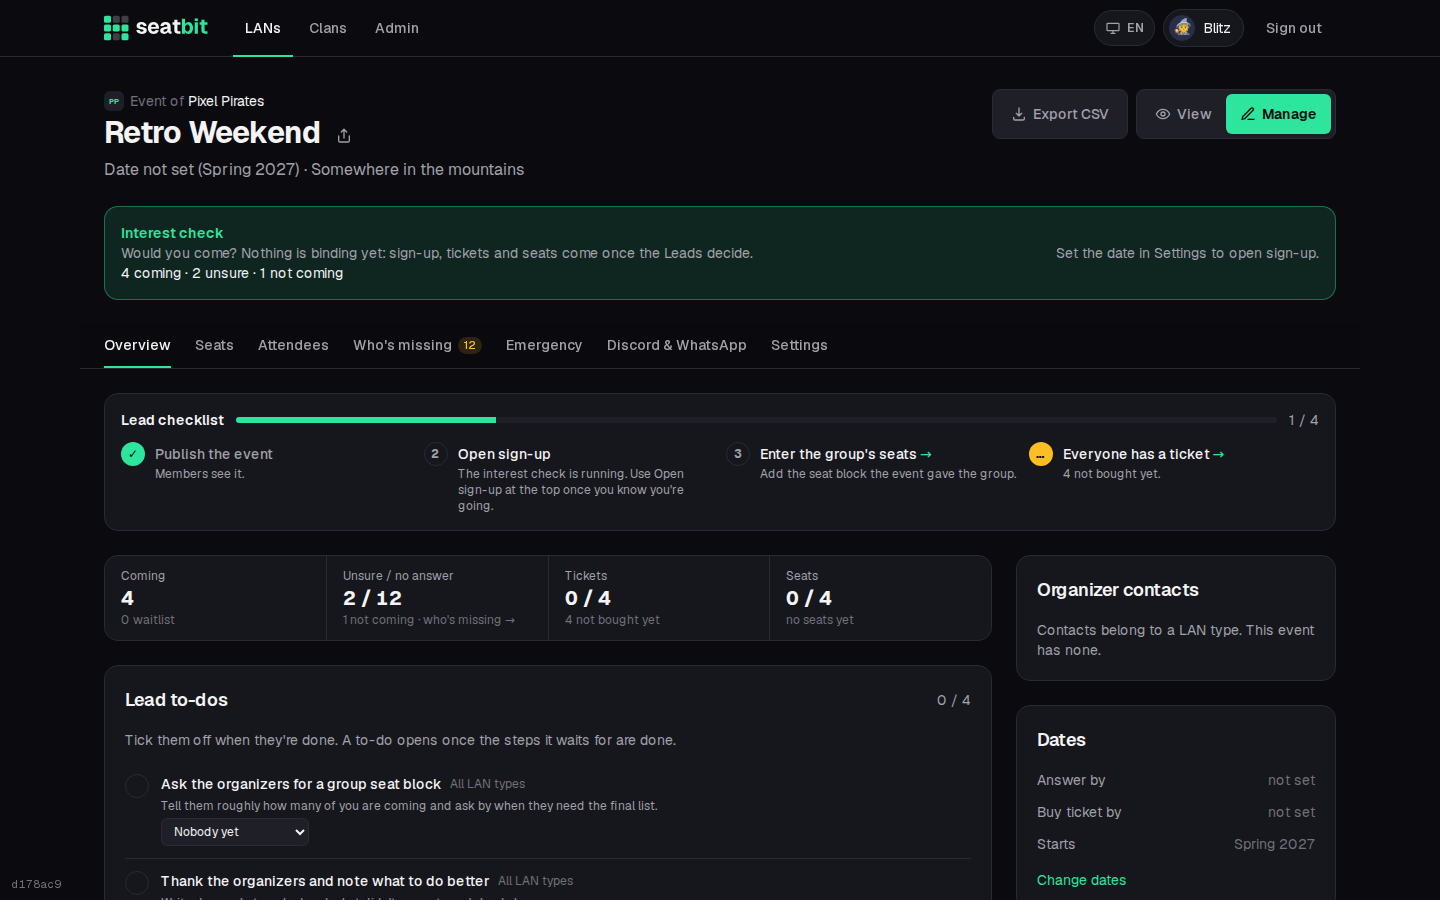 seatbit
LANs
Clans
Admin
EN
Blitz
Sign out
PP
Event of Pixel Pirates
Retro Weekend
Date not set (Spring 2027) · Somewhere in the mountains
Export CSV
View
Manage
Interest check
Would you come? Nothing is binding yet: sign-up, tickets and seats come once the Leads decide.
4 coming · 2 unsure · 1 not coming
Set the date in Settings to open sign-up.
Overview
Seats
Attendees
Who's missing 12
Emergency
Discord & WhatsApp
Settings
Lead checklist
1 / 4
✓ Publish the event
Members see it.
2 Open sign-up
The interest check is running. Use Open
sign-up at the top once you know you're
going.
3 Enter the group's seats →
Add the seat block the event gave the group.
… Everyone has a ticket →
4 not bought yet.
Coming
4
0 waitlist
Unsure / no answer
2 / 12
1 not coming · who's missing →
Tickets
0 / 4
4 not bought yet
Seats
0 / 4
no seats yet
Organizer contacts
Contacts belong to a LAN type. This event
has none.
Lead to-dos
0 / 4
Tick them off when they're done. A to-do opens once the steps it waits for are done.
Ask the organizers for a group seat block All LAN types
Tell them roughly how many of you are coming and ask by when they need the final list.
Nobody yet
Thank the organizers and note what to do better All LAN types
Dates
Answer by not set
Buy ticket by not set
Starts Spring 2027
Change dates
d178ac9